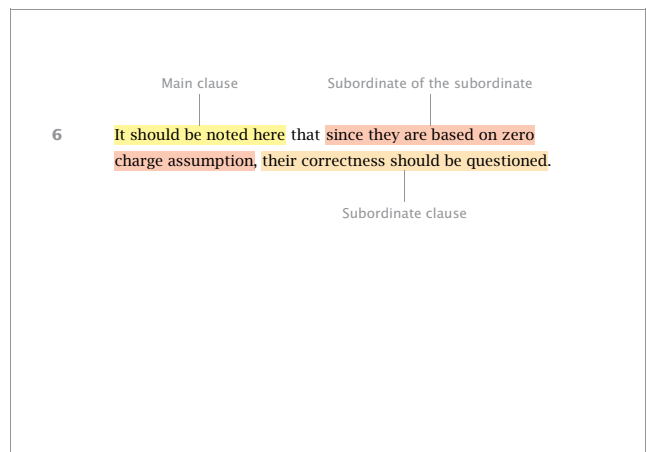 Main clause
Subordinate of the subordinate
6
It should be noted here that since they are based on zero
charge assumption, their correctness should be questioned.
Subordinate clause